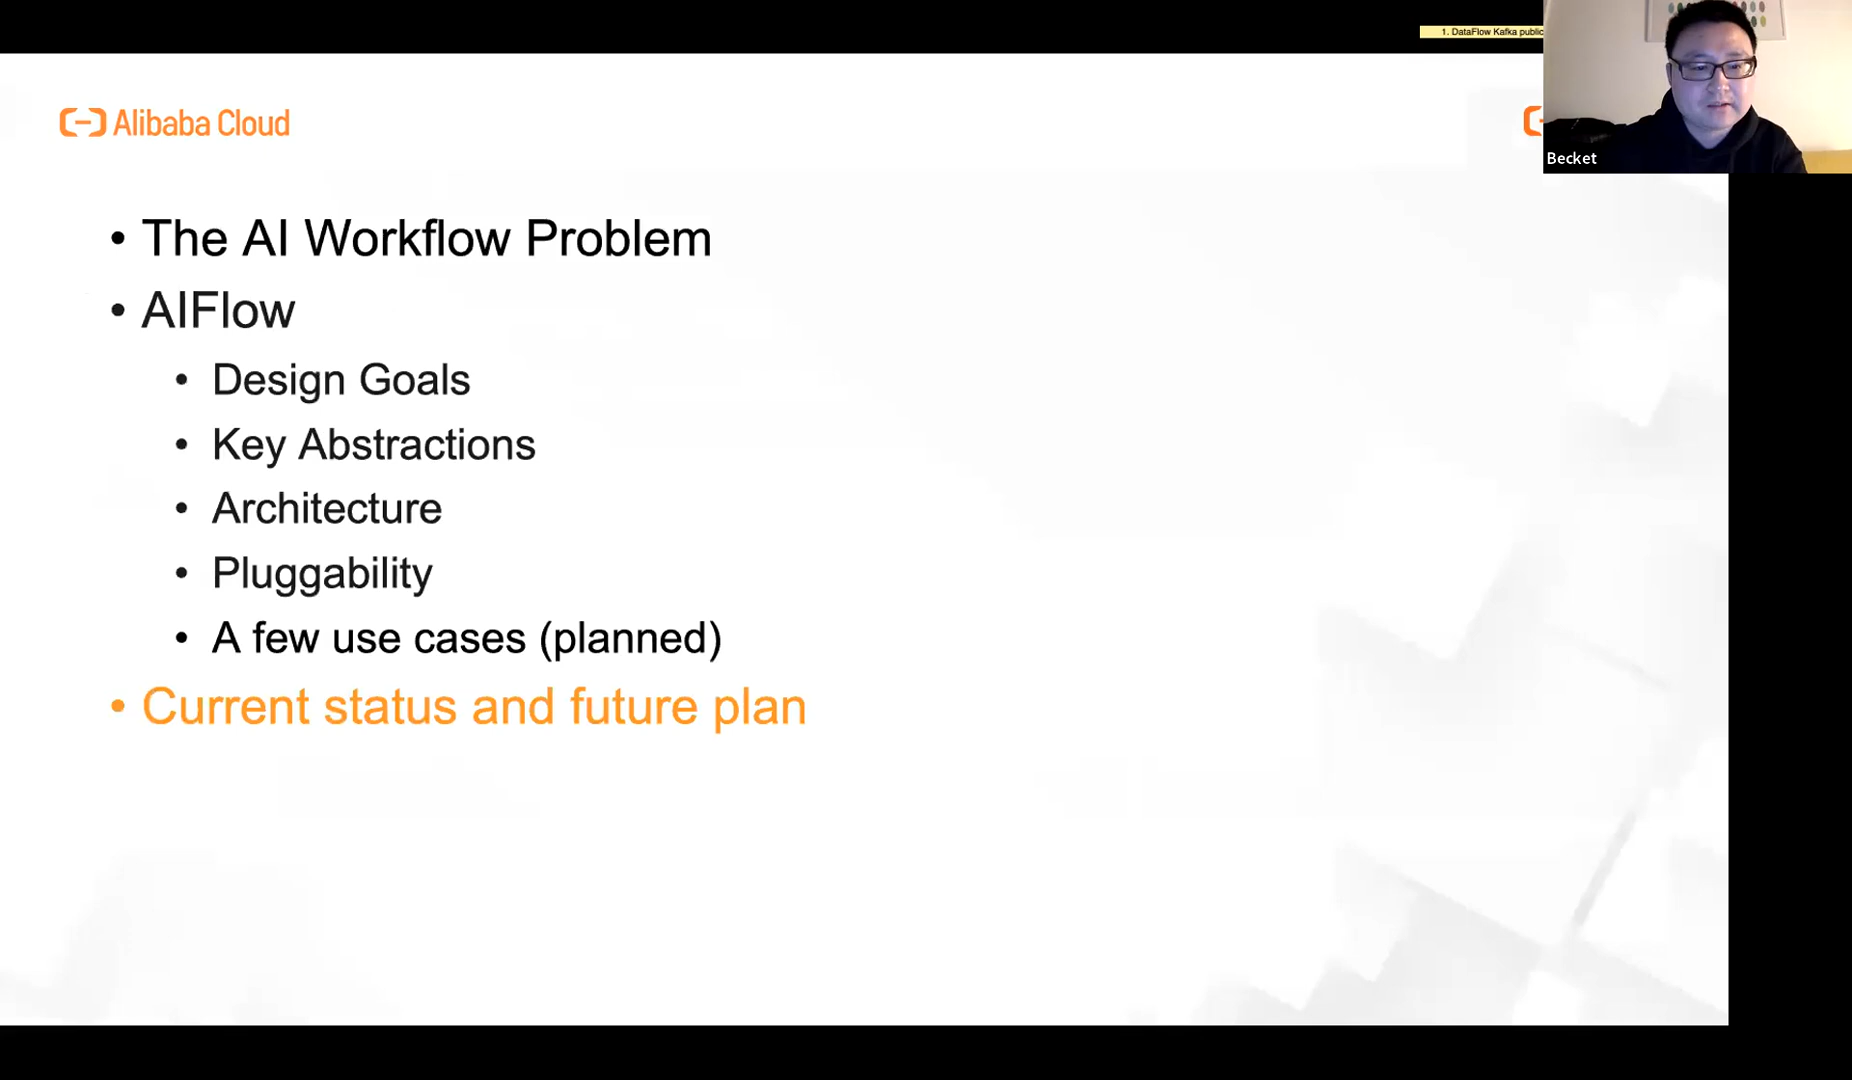 1. DataFlow Kafka public
Alibaba Cloud
Becket
• The AI Workflow Problem
• AIFlow
• Design Goals
• Key Abstractions
• Architecture
• Pluggability
• A few use cases (planned)
• Current status and future plan